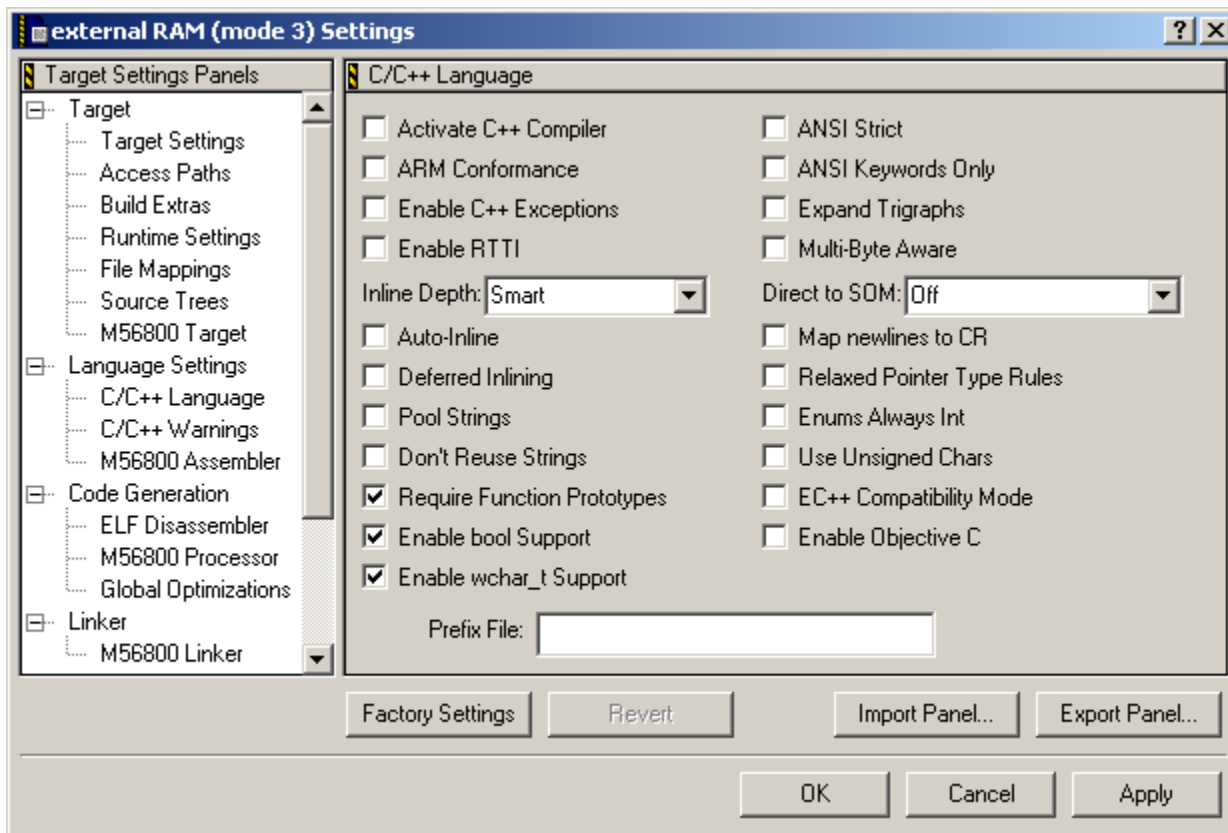 external RAM (mode 3) Settings
Target Settings Panels
Target
Target Settings
Access Paths
Build Extras
Runtime Settings
File Mappings
Source Trees
M56800 Target
Language Settings
C/C++ Language
C/C++ Warnings
M56800 Assembler
Code Generation
ELF Disassembler
M56800 Processor
Global Optimizations
Linker
M56800 Linker
C/C++ Language
Activate C++ Compiler
ARM Conformance
Enable C++ Exceptions
Enable RTTI
Inline Depth: Smart
Auto-Inline
Deferred Inlining
Pool Strings
Don't Reuse Strings
Require Function Prototypes
Enable bool Support
Enable wchar_t Support
ANSI Strict
ANSI Keywords Only
Expand Trigraphs
Multi-Byte Aware
Direct to SOM: Off
Map newlines to CR
Relaxed Pointer Type Rules
Enums Always Int
Use Unsigned Chars
EC++ Compatibility Mode
Enable Objective C
Prefix File:
Factory Settings
Revert
Import Panel...
Export Panel...
OK
Cancel
Apply